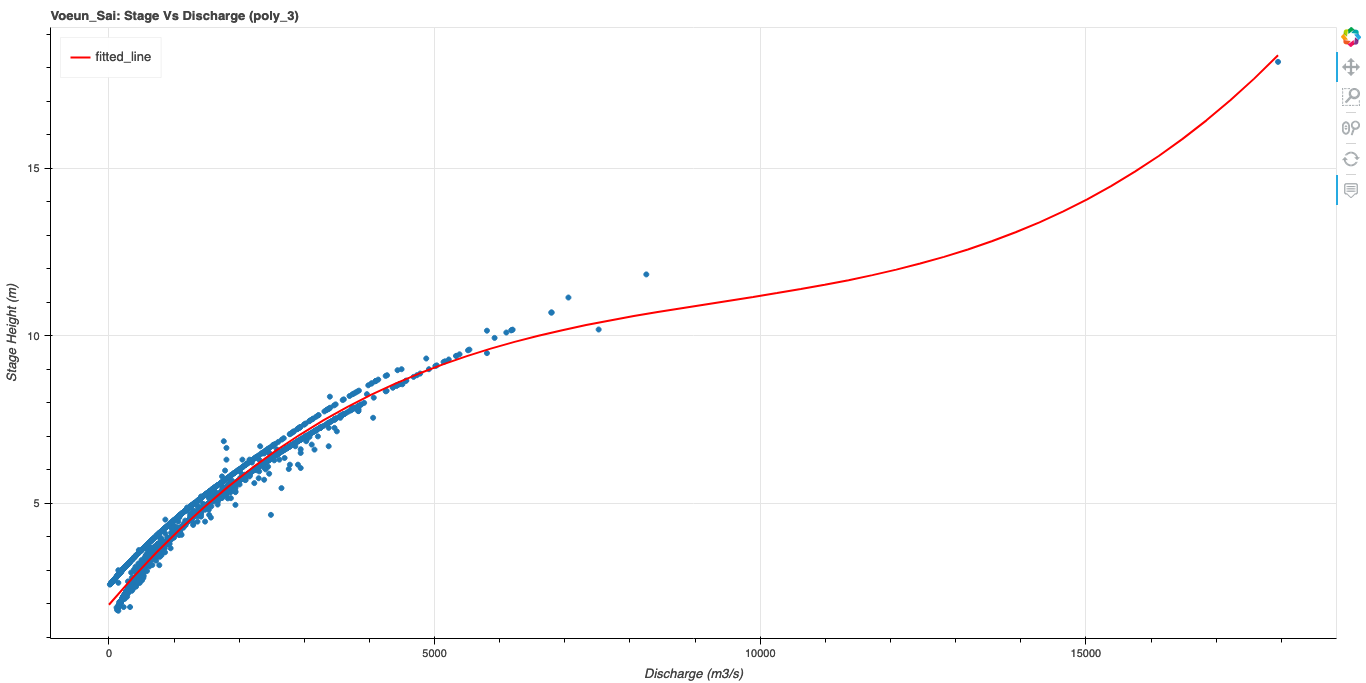 Voeun_Sai: Stage Vs Discharge (poly_3)
fitted_line
15
10
5
Stage Height (m)
0
5000
10000
15000
Discharge (m3/s)